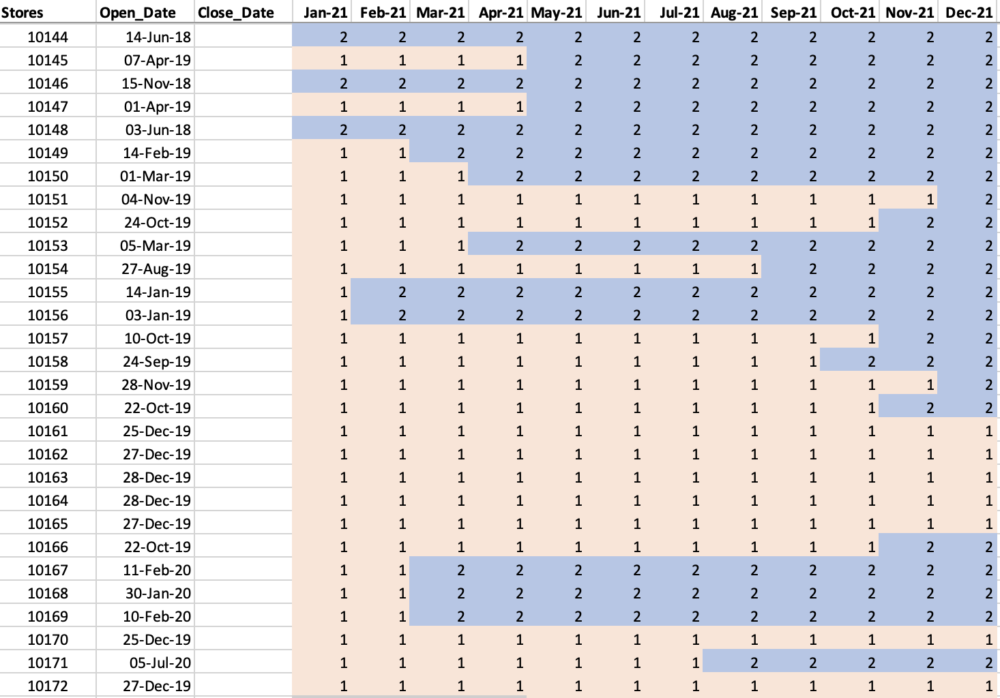 Stores Open_Date Close_Date Jan-21 Feb-21 Mar-21 Apr-21 May-21 Jun-21 Jul-21 Aug-21 Sep-21 Oct-21 Nov-21 Dec-21
10144 14-Jun-18 2 2 2 2 2 2 2 2 2 2 2 2
10145 07-Apr-19 1 1 1 1 2 2 2 2 2 2 2 2
10146 15-Nov-18 2 2 2 2 2 2 2 2 2 2 2 2
10147 01-Apr-19 1 1 1 1 2 2 2 2 2 2 2 2
10148 03-Jun-18 2 2 2 2 2 2 2 2 2 2 2 2
10149 14-Feb-19 1 1 2 2 2 2 2 2 2 2 2 2
10150 01-Mar-19 1 1 1 2 2 2 2 2 2 2 2 2
10151 04-Nov-19 1 1 1 1 1 1 1 1 1 1 1 2
10152 24-Oct-19 1 1 1 1 1 1 1 1 1 1 2 2
10153 05-Mar-19 1 1 1 2 2 2 2 2 2 2 2 2
10154 27-Aug-19 1 1 1 1 1 1 1 1 2 2 2 2
10155 14-Jan-19 1 2 2 2 2 2 2 2 2 2 2 2
10156 03-Jan-19 1 2 2 2 2 2 2 2 2 2 2 2
10157 10-Oct-19 1 1 1 1 1 1 1 1 1 1 2 2
10158 24-Sep-19 1 1 1 1 1 1 1 1 1 2 2 2
10159 28-Nov-19 1 1 1 1 1 1 1 1 1 1 1 2
10160 22-Oct-19 1 1 1 1 1 1 1 1 1 1 2 2
10161 25-Dec-19 1 1 1 1 1 1 1 1 1 1 1 1
10162 27-Dec-19 1 1 1 1 1 1 1 1 1 1 1 1
10163 28-Dec-19 1 1 1 1 1 1 1 1 1 1 1 1
10164 28-Dec-19 1 1 1 1 1 1 1 1 1 1 1 1
10165 27-Dec-19 1 1 1 1 1 1 1 1 1 1 1 1
10166 22-Oct-19 1 1 1 1 1 1 1 1 1 1 2 2
10167 11-Feb-20 1 1 2 2 2 2 2 2 2 2 2 2
10168 30-Jan-20 1 1 2 2 2 2 2 2 2 2 2 2
10169 10-Feb-20 1 1 2 2 2 2 2 2 2 2 2 2
10170 25-Dec-19 1 1 1 1 1 1 1 1 1 1 1 1
10171 05-Jul-20 1 1 1 1 1 1 1 2 2 2 2 2
10172 27-Dec-19 1 1 1 1 1 1 1 1 1 1 1 1